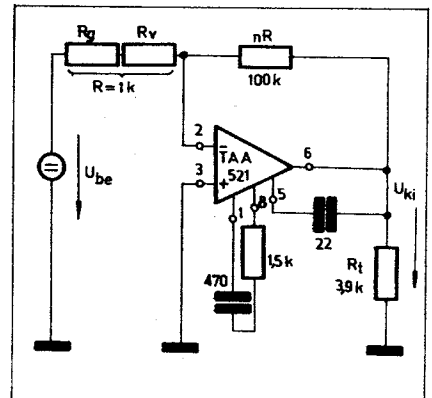 Rg Rv
R = 1k
nR
100k
2
3
TAA
521
-
+
6
1
8
5
Ube
Uki
470
1,5k
22
Rt
3,9k